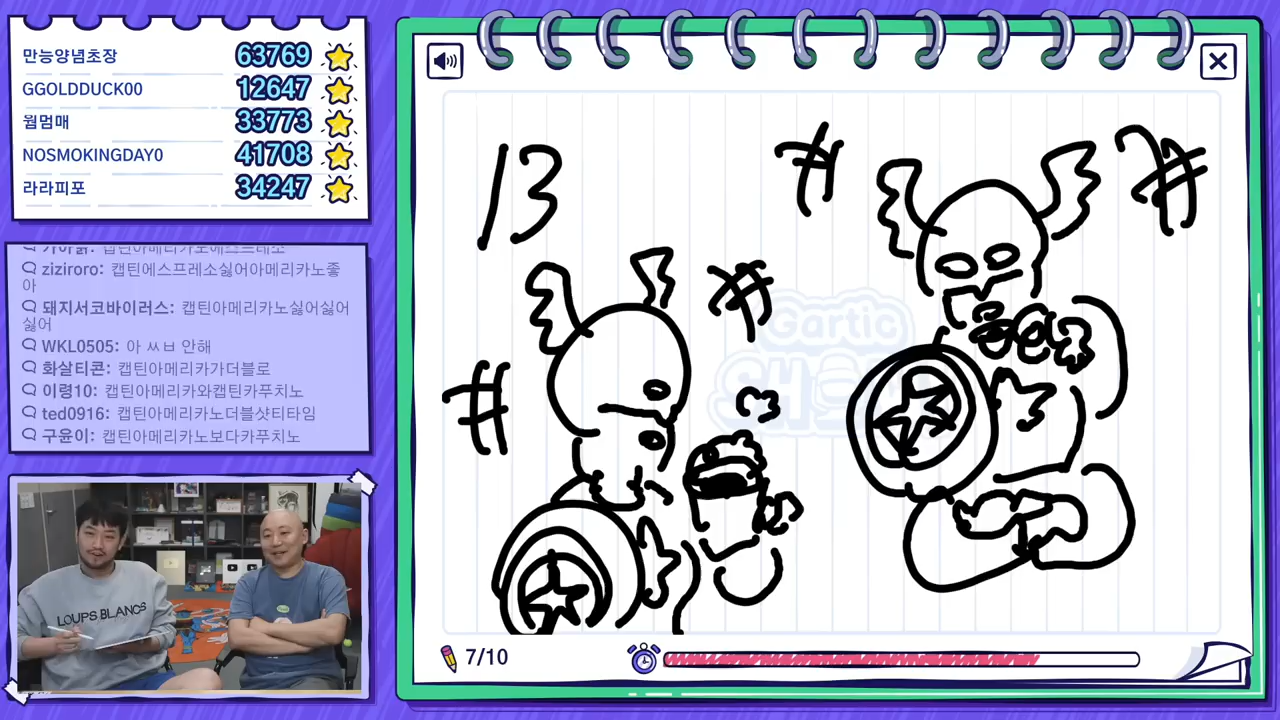 만능양념초장 63769
GGOLDDUCK00 12647
웜멈매 33773
NOSMOKINGDAY0 41708
라라피포 34247
ziziroro: 캡틴에스프레소싫어아메리카노좋
아
돼지서코바이러스: 캡틴아메리카노싫어싫어
싫어
WKL0505: 아 ㅆㅂ 안해
화살티콘: 캡틴아메리카가더블로
이령10: 캡틴아메리카와캡틴카푸치노
ted0916: 캡틴아메리카노더블샷티타임
구윤이: 캡틴아메리카노보다카푸치노
LOUPS BLANCS
13
Gartic
SHOW
7/10